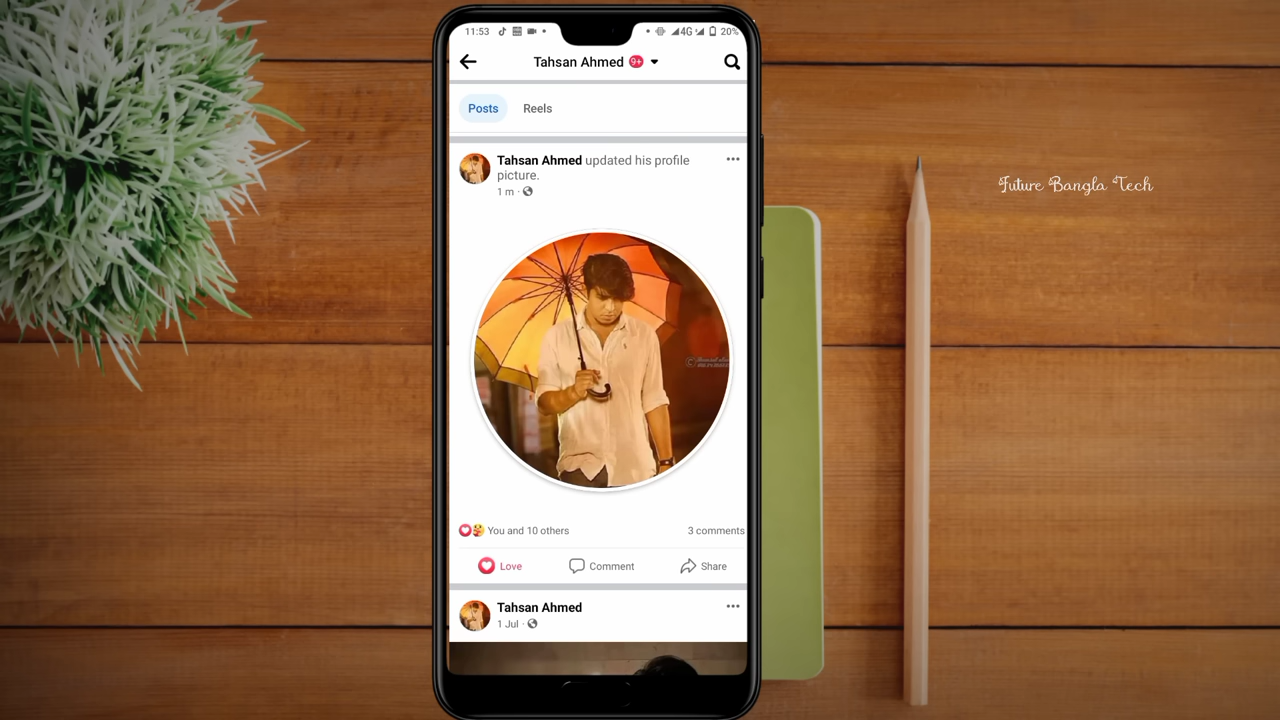 11:53
4G 20%
Tahsan Ahmed 9+
Posts
Reels
Tahsan Ahmed updated his profile
picture.
1 m ·
You and 10 others
3 comments
Love
Comment
Share
Tahsan Ahmed
1 Jul ·
Future Bangla Tech